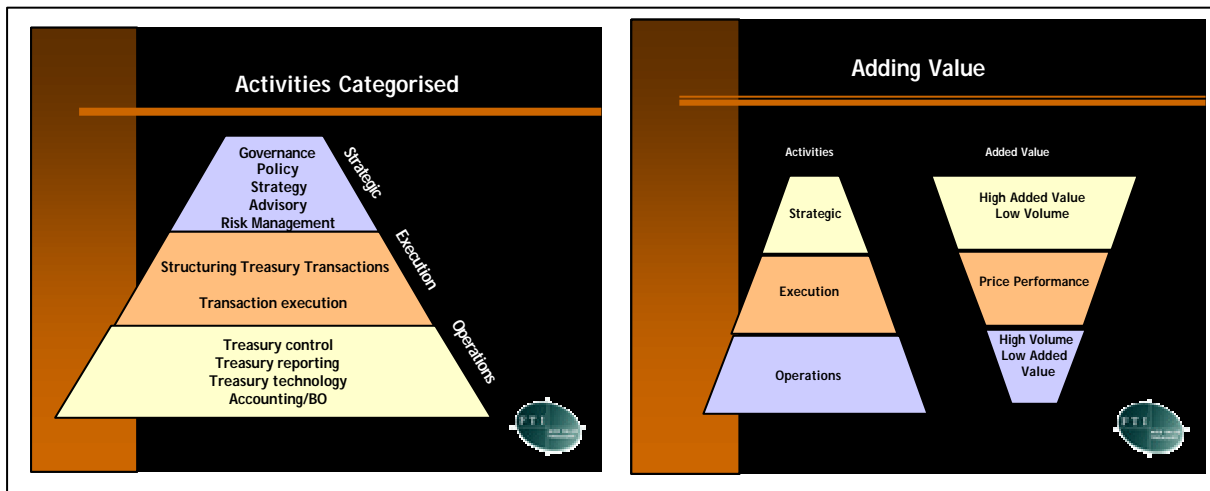 Activities Categorised
Governance
Policy
Strategy
Advisory
Risk Management
Strategic
Structuring Treasury Transactions
Transaction execution
Execution
Treasury control
Treasury reporting
Treasury technology
Accounting/BO
Operations
FTI
Adding Value
Activities
Added Value
Strategic
High Added Value
Low Volume
Execution
Price Performance
Operations
High Volume
Low Added
Value
FTI